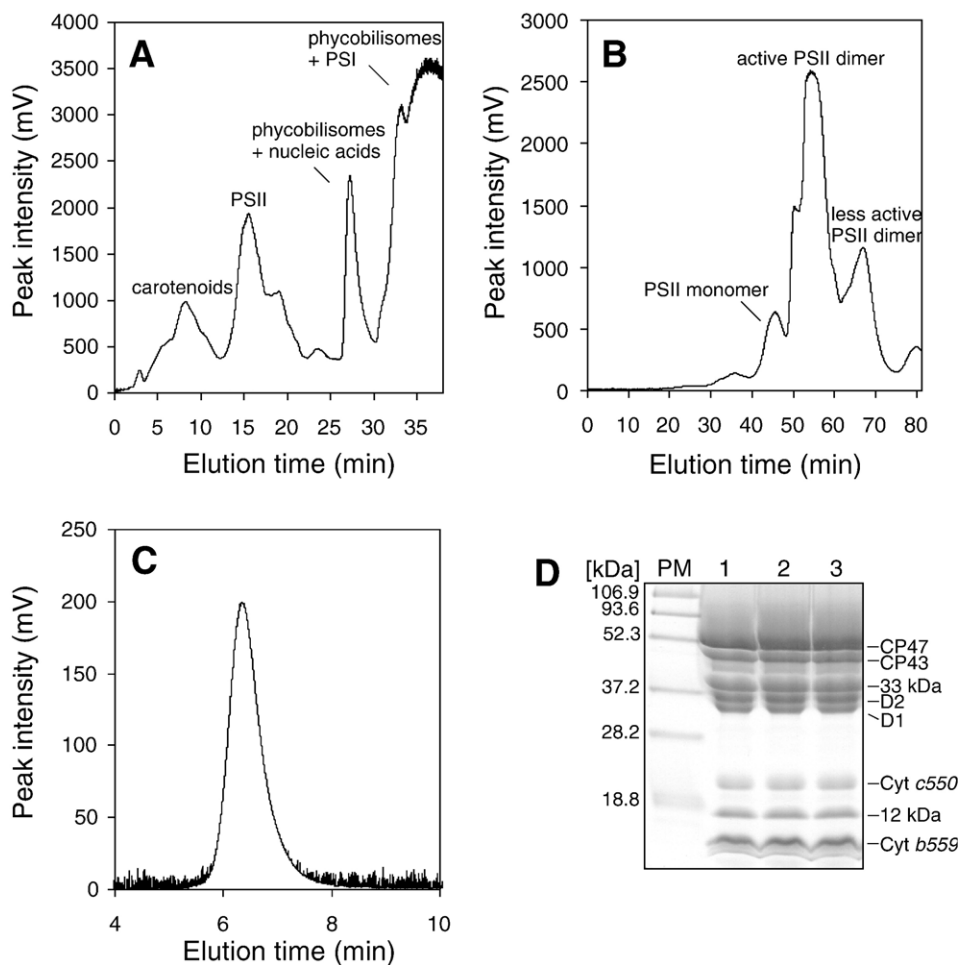 A
Peak intensity (mV)
4000
3500
3000
2500
2000
1500
1000
500
0
phycobilisomes
+ PSI
phycobilisomes
+ nucleic acids
PSII
carotenoids
0 5 10 15 20 25 30 35
Elution time (min)
B
Peak intensity (mV)
3000
2500
2000
1500
1000
500
0
active PSII dimer
less active
PSII dimer
PSII monomer
0 10 20 30 40 50 60 70 80
Elution time (min)
C
Peak intensity (mV)
250
200
150
100
50
0
4 6 8 10
Elution time (min)
D
[kDa] PM 1 2 3
106.9
93.6
52.3
37.2
28.2
18.8
CP47
CP43
33 kDa
D2
D1
Cyt c550
12 kDa
Cyt b559